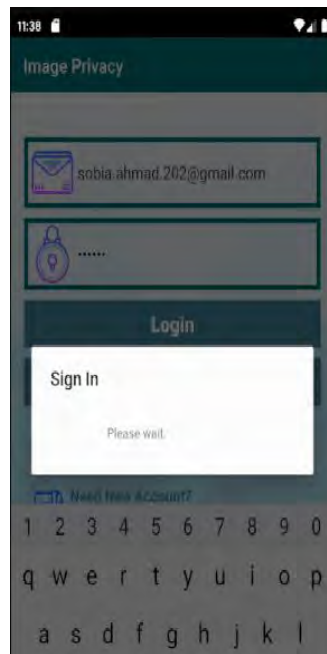 11:38
Image Privacy
sobia.ahmad.202@gmail.com
••••••
Login
Sign In
Please wait.
Need New Account?
1 2 3 4 5 6 7 8 9 0
q w e r t y u i o p
a s d f g h j k l